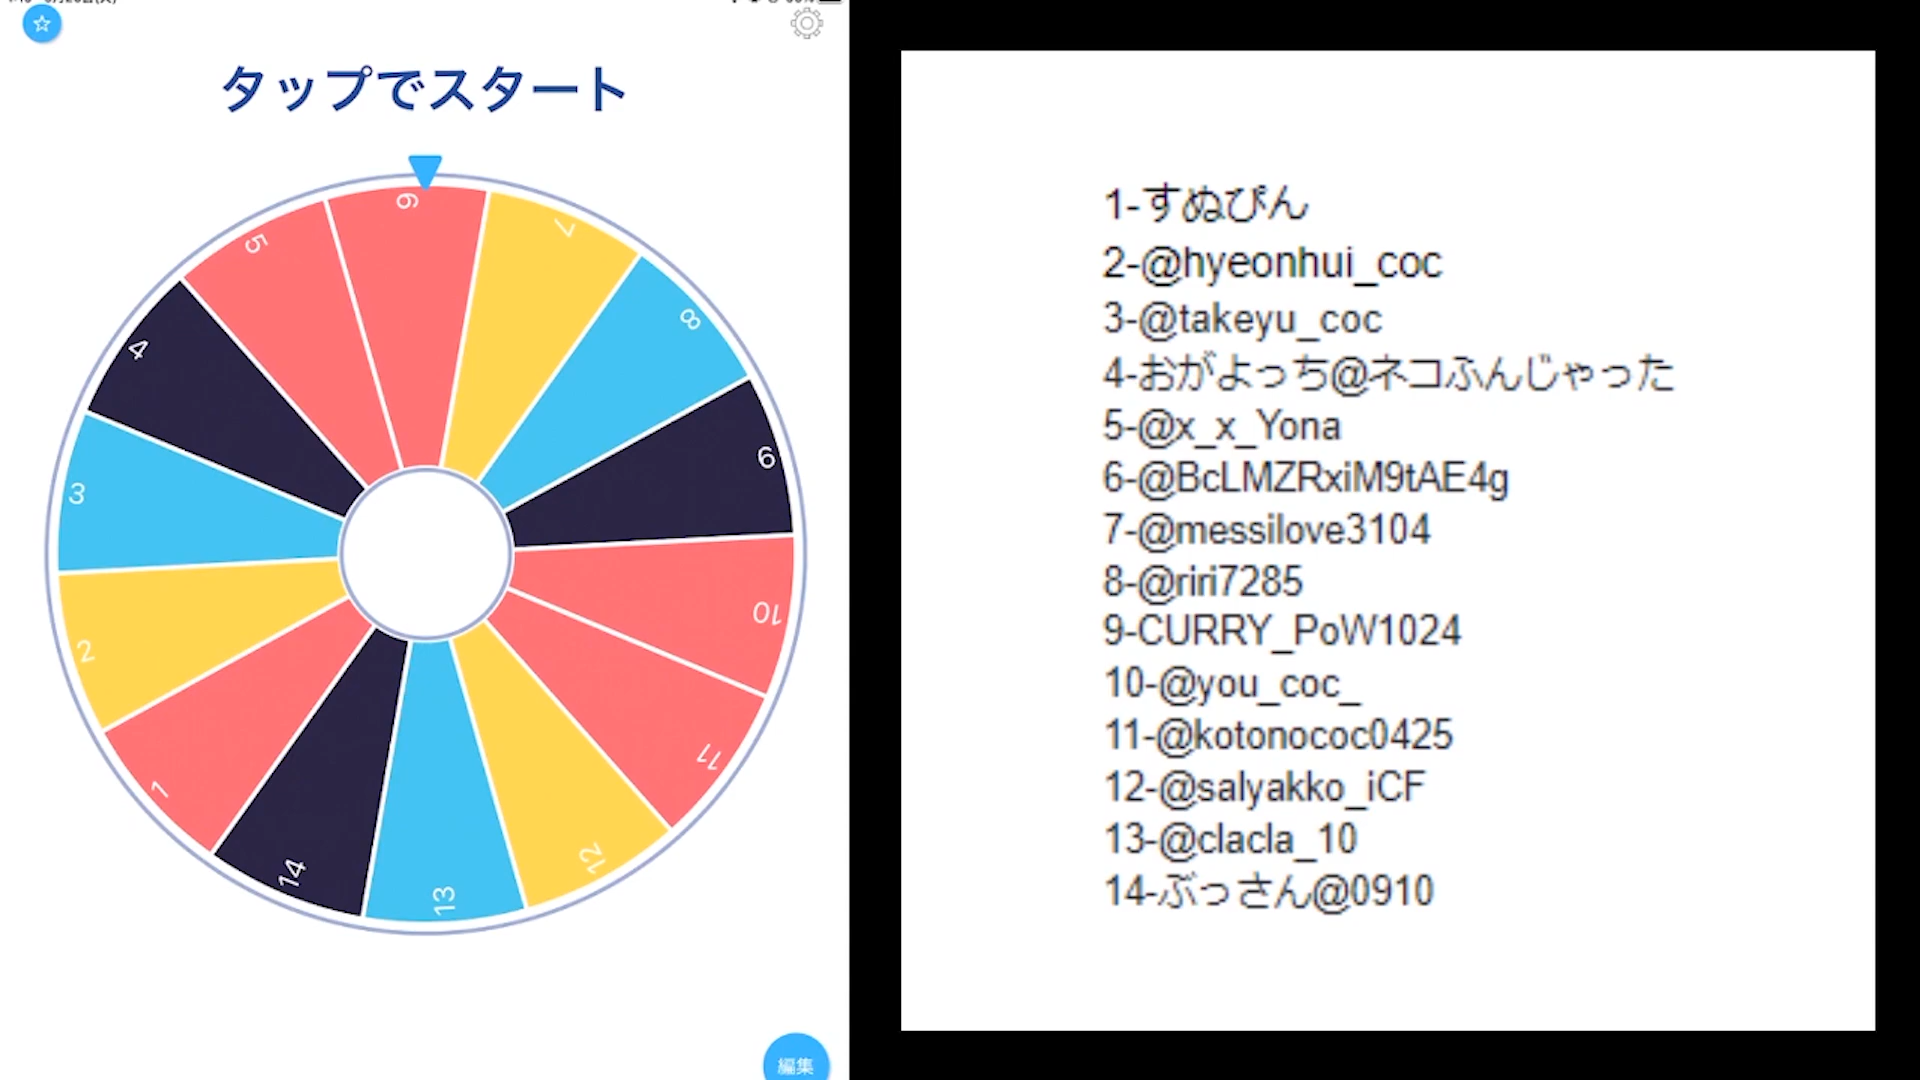 タップでスタート
6
7
8
9
10
11
12
13
14
1
2
3
4
5
編集
1-すぬぴん
2-@hyeonhui_coc
3-@takeyu_coc
4-おがよっち@ネコふんじゃった
5-@x_x_Yona
6-@BcLMZRxiM9tAE4g
7-@messilove3104
8-@riri7285
9-CURRY_PoW1024
10-@you_coc_
11-@kotonococ0425
12-@salyakko_iCF
13-@clacla_10
14-ぶっさん@0910